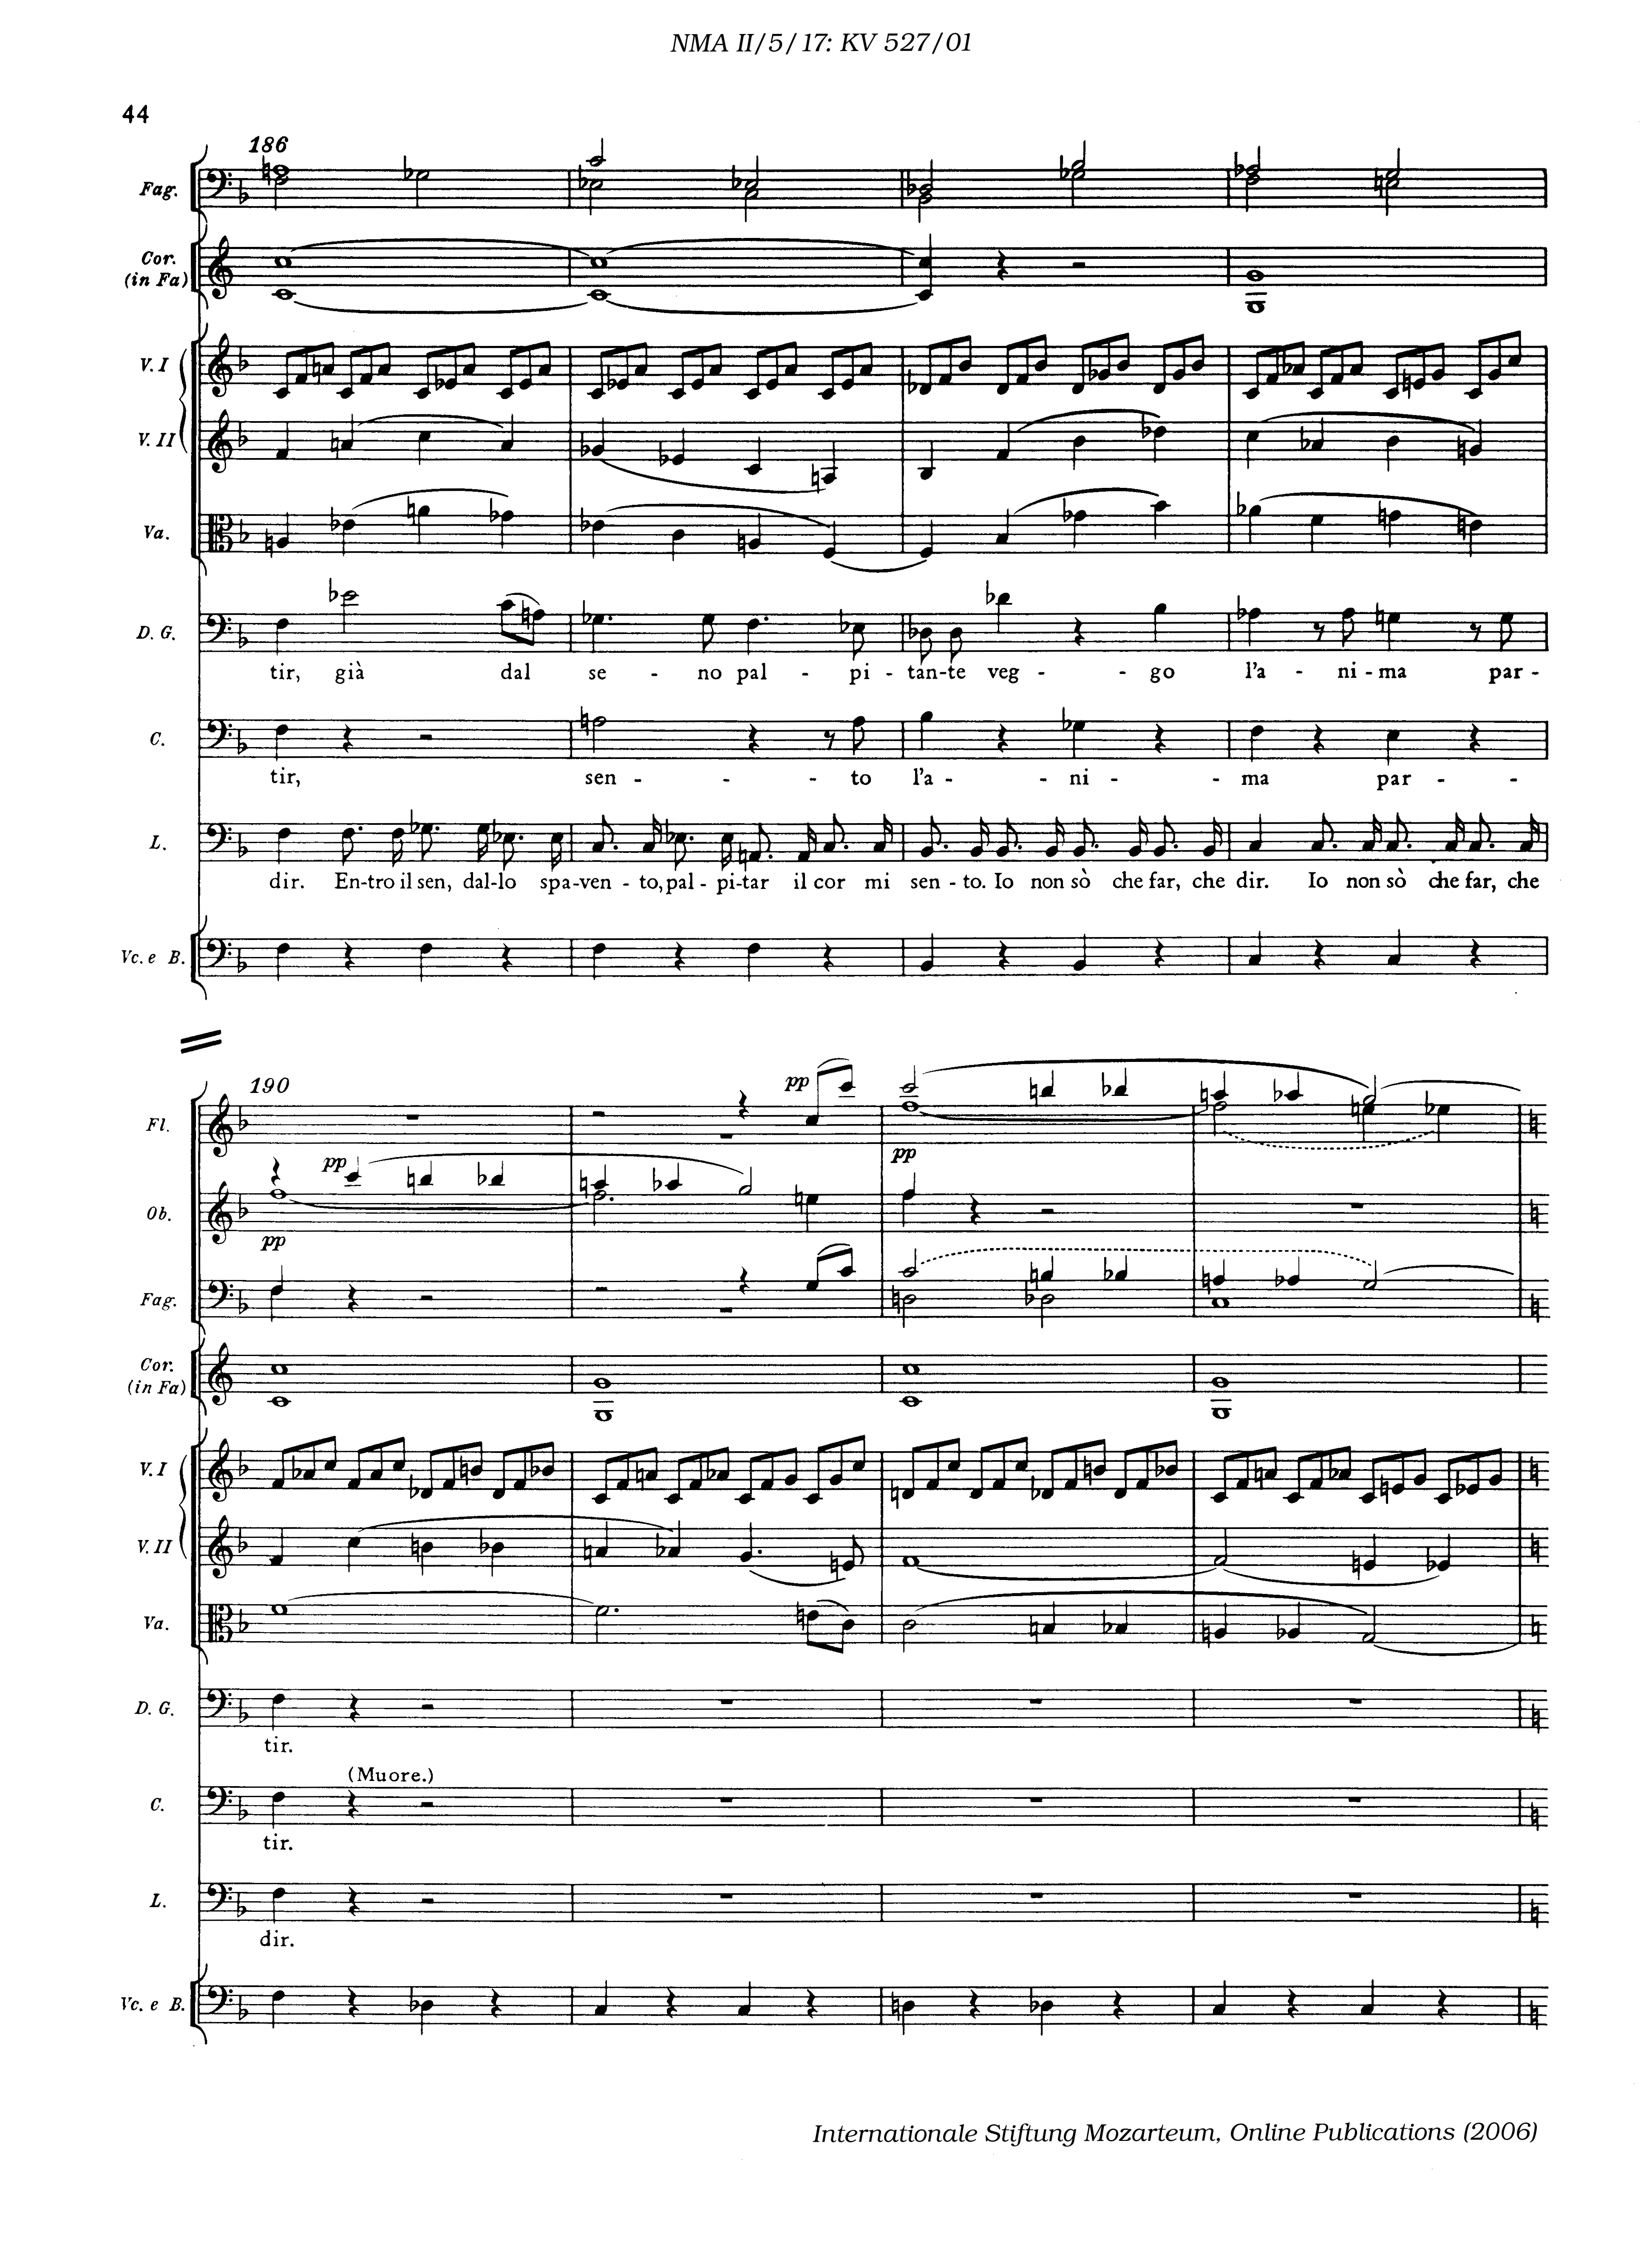 NMA II/5/17: KV 527/01
44
186
Fag.
Cor.
(in Fa)
V. I
V. II
Va.
D. G.
tir, già dal se - no pal - pi - tan-te veg - - go l'a - ni - ma par -
C.
tir, sen - - - to l'a - - ni - - ma par - -
L.
dir. En-tro il sen, dal-lo spa-ven - to, pal - pi-tar il cor mi sen - to. Io non sò che far, che dir. Io non sò che far, che
Vc. e B.
190
pp
Fl.
pp
pp
Ob.
pp
Fag.
Cor.
(in Fa)
V. I
V. II
Va.
D. G.
tir.
(Muore.)
C.
tir.
L.
dir.
Vc. e B.
Internationale Stiftung Mozarteum, Online Publications (2006)